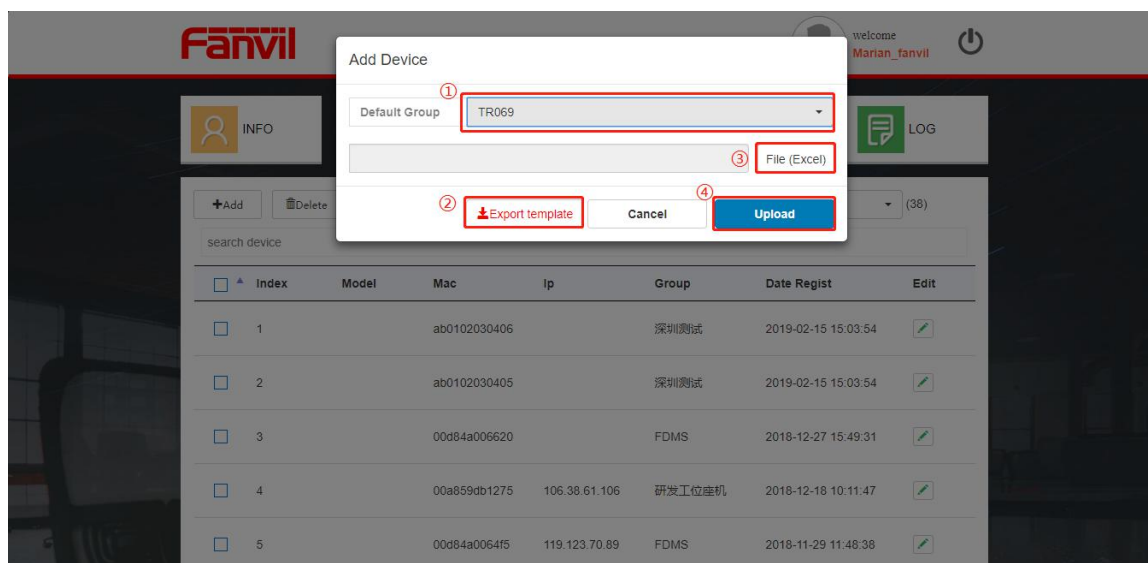 Fanvil
welcome
Marian_fanvil
Add Device
①
Default Group
TR069
INFO
LOG
③
File (Excel)
+Add
Delete
②
Export template
Cancel
④
Upload
(38)
search device
Index Model Mac Ip Group Date Regist Edit
1 ab0102030406 深圳测试 2019-02-15 15:03:54
2 ab0102030405 深圳测试 2019-02-15 15:03:54
3 00d84a006620 FDMS 2018-12-27 15:49:31
4 00a859db1275 106.38.61.106 研发工位座机 2018-12-18 10:11:47
5 00d84a0064f5 119.123.70.89 FDMS 2018-11-29 11:48:38